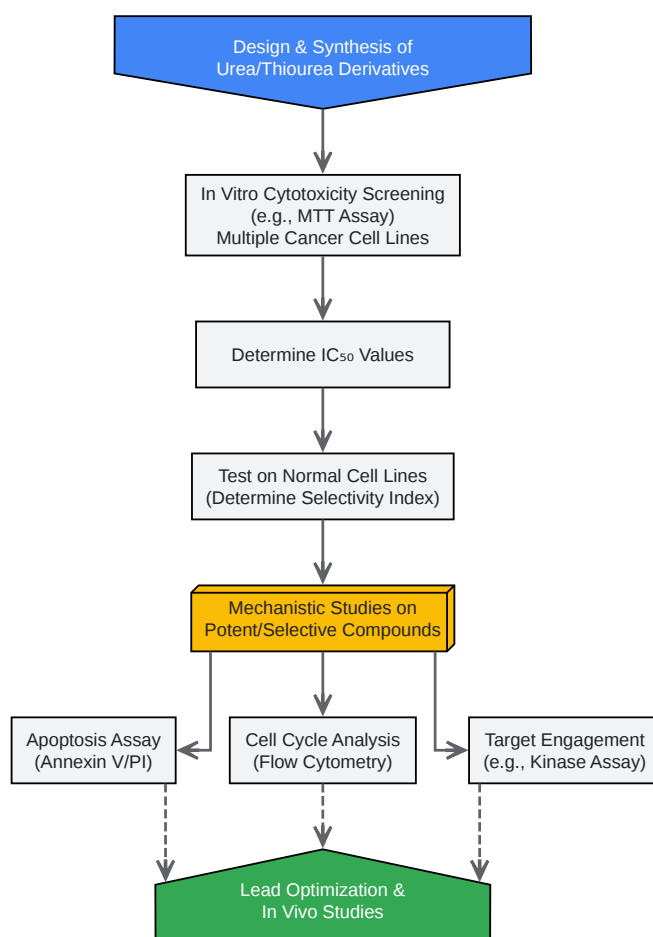 Design & Synthesis of
Urea/Thiourea Derivatives
In Vitro Cytotoxicity Screening
(e.g., MTT Assay)
Multiple Cancer Cell Lines
Determine IC₅₀ Values
Test on Normal Cell Lines
(Determine Selectivity Index)
Mechanistic Studies on
Potent/Selective Compounds
Apoptosis Assay
(Annexin V/PI)
Cell Cycle Analysis
(Flow Cytometry)
Target Engagement
(e.g., Kinase Assay)
Lead Optimization &
In Vivo Studies